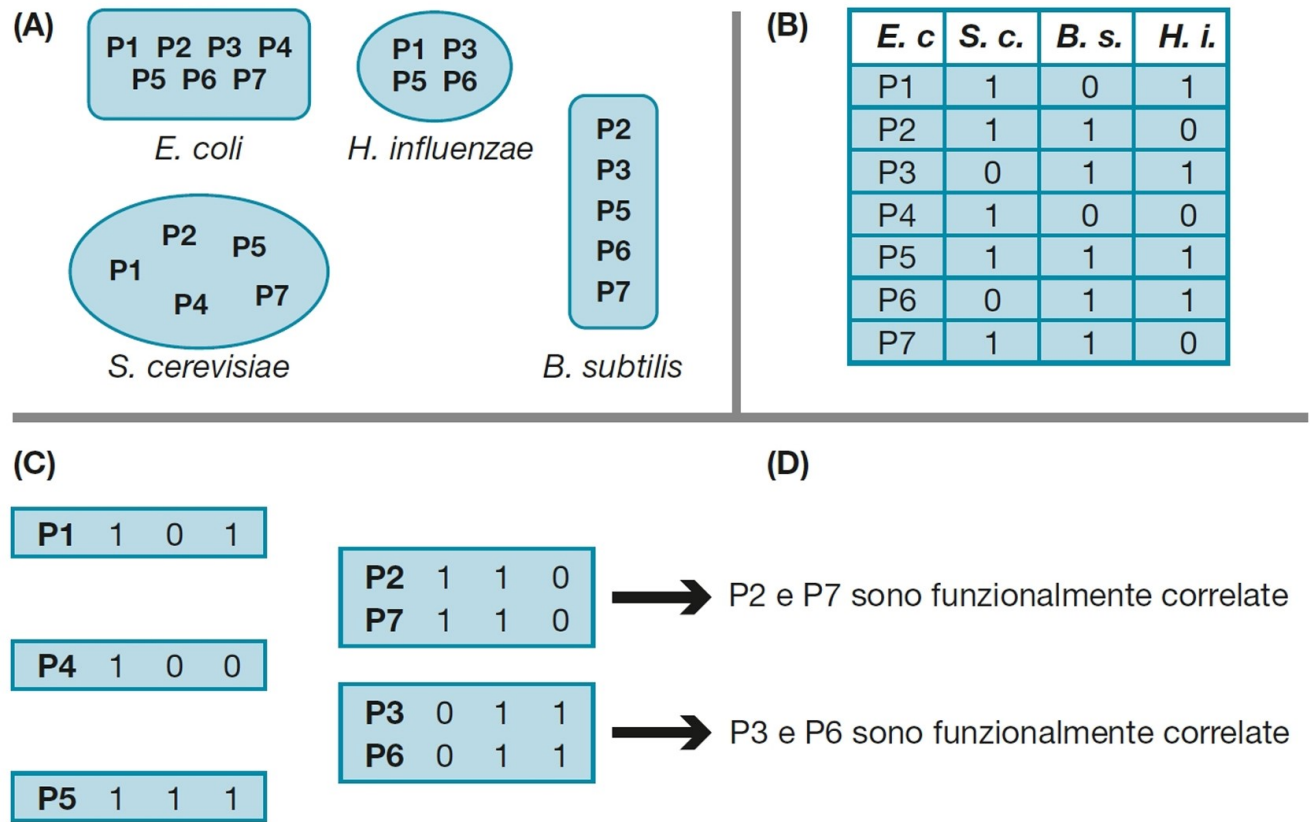 (A)
P1 P2 P3 P4
P5 P6 P7
E. coli
P1 P3
P5 P6
H. influenzae
P2
P3
P5
P6
P7
B. subtilis
P2
P5
P1
P4
P7
S. cerevisiae
(B)
E. c S. c. B. s. H. i.
P1 1 0 1
P2 1 1 0
P3 0 1 1
P4 1 0 0
P5 1 1 1
P6 0 1 1
P7 1 1 0
(C)
P1 1 0 1
P4 1 0 0
P5 1 1 1
P2 1 1 0
P7 1 1 0
P3 0 1 1
P6 0 1 1
(D)
P2 e P7 sono funzionalmente correlate
P3 e P6 sono funzionalmente correlate